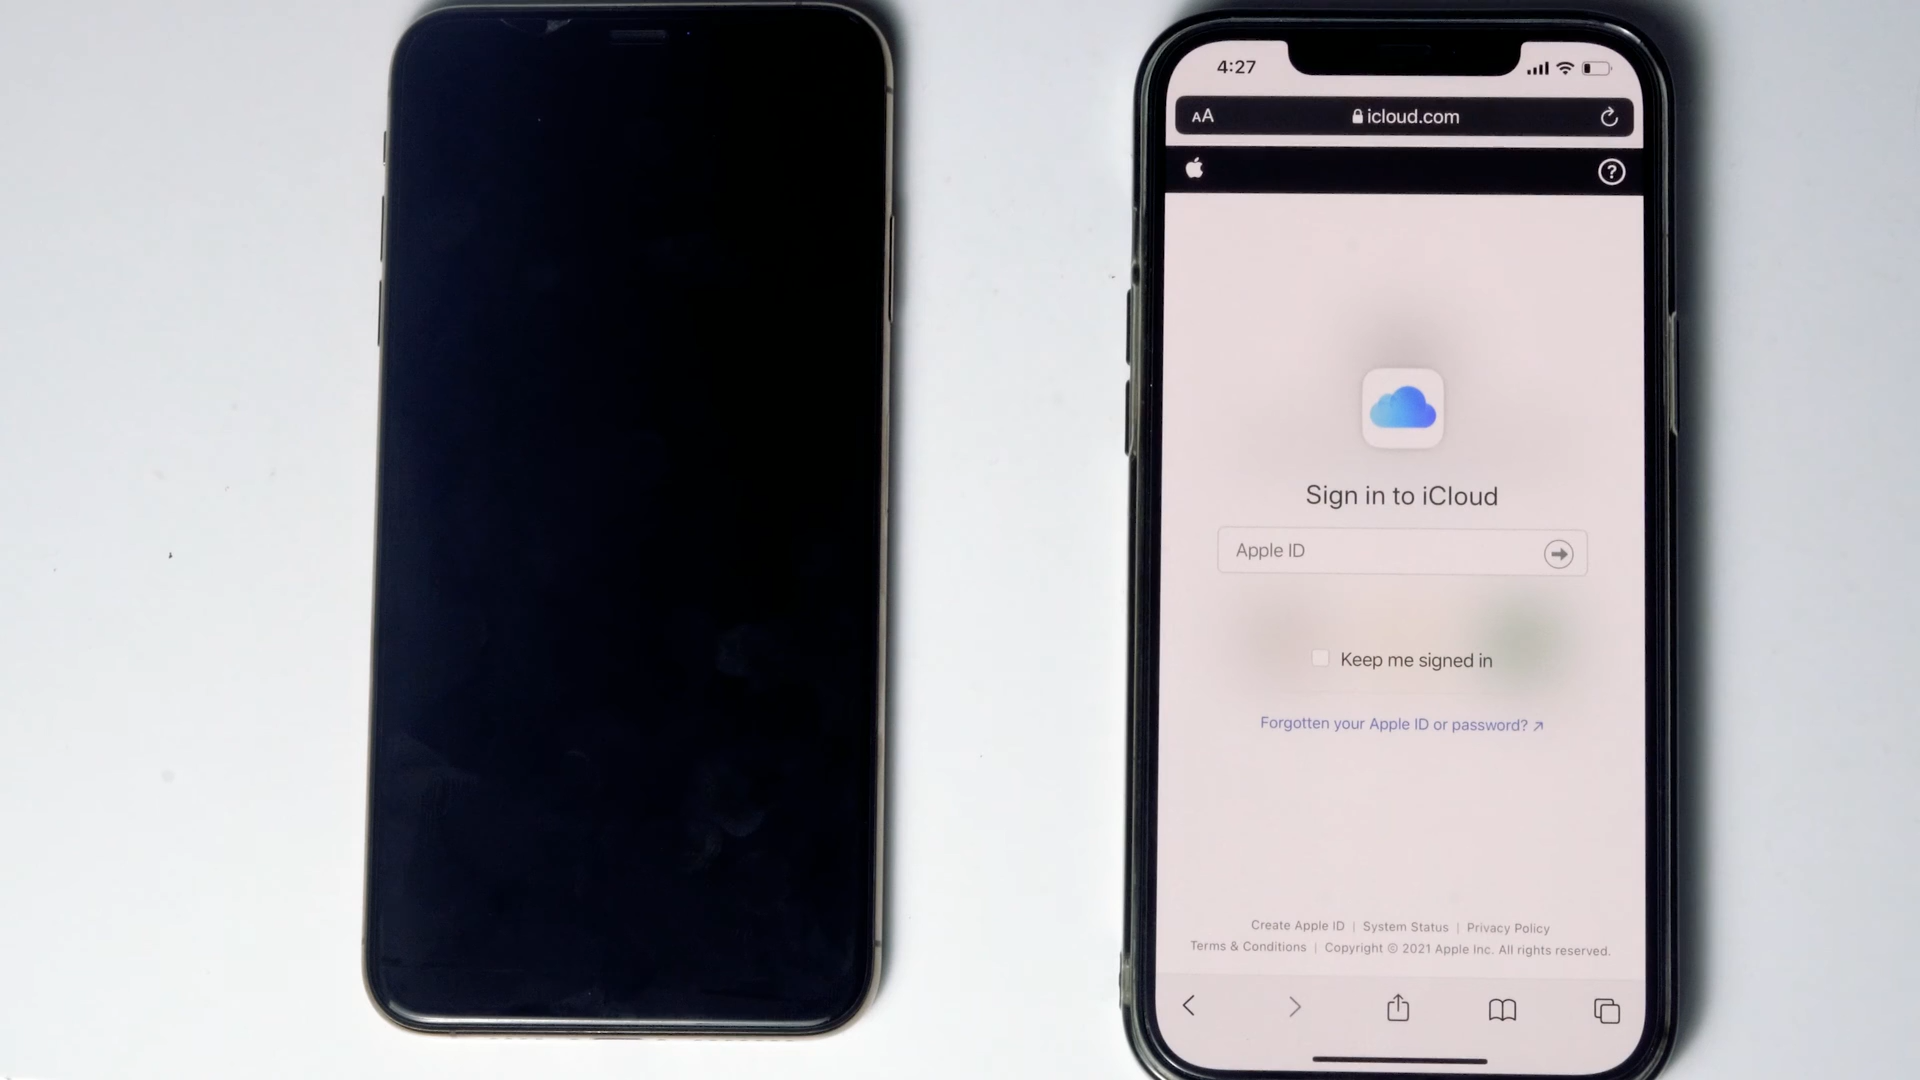 4:27
AA icloud.com
?
Sign in to iCloud
Apple ID
Keep me signed in
Forgotten your Apple ID or password? ↗
Create Apple ID | System Status | Privacy Policy
Terms & Conditions | Copyright © 2021 Apple Inc. All rights reserved.